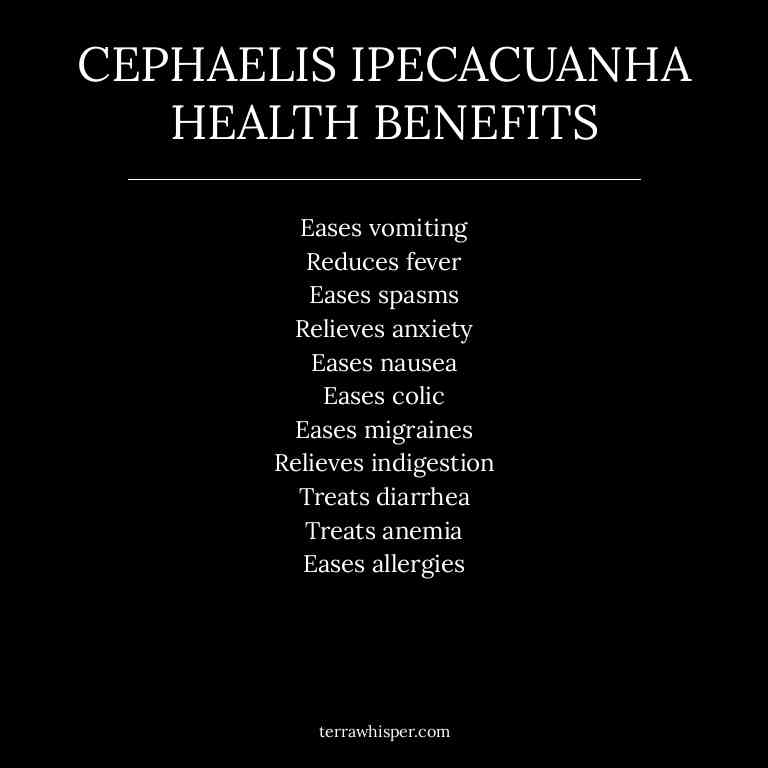 CEPHAELIS IPECACUANHA
HEALTH BENEFITS
Eases vomiting
Reduces fever
Eases spasms
Relieves anxiety
Eases nausea
Eases colic
Eases migraines
Relieves indigestion
Treats diarrhea
Treats anemia
Eases allergies
terrawhisper.com